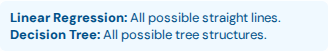 Linear Regression: All possible straight lines.
Decision Tree: All possible tree structures.